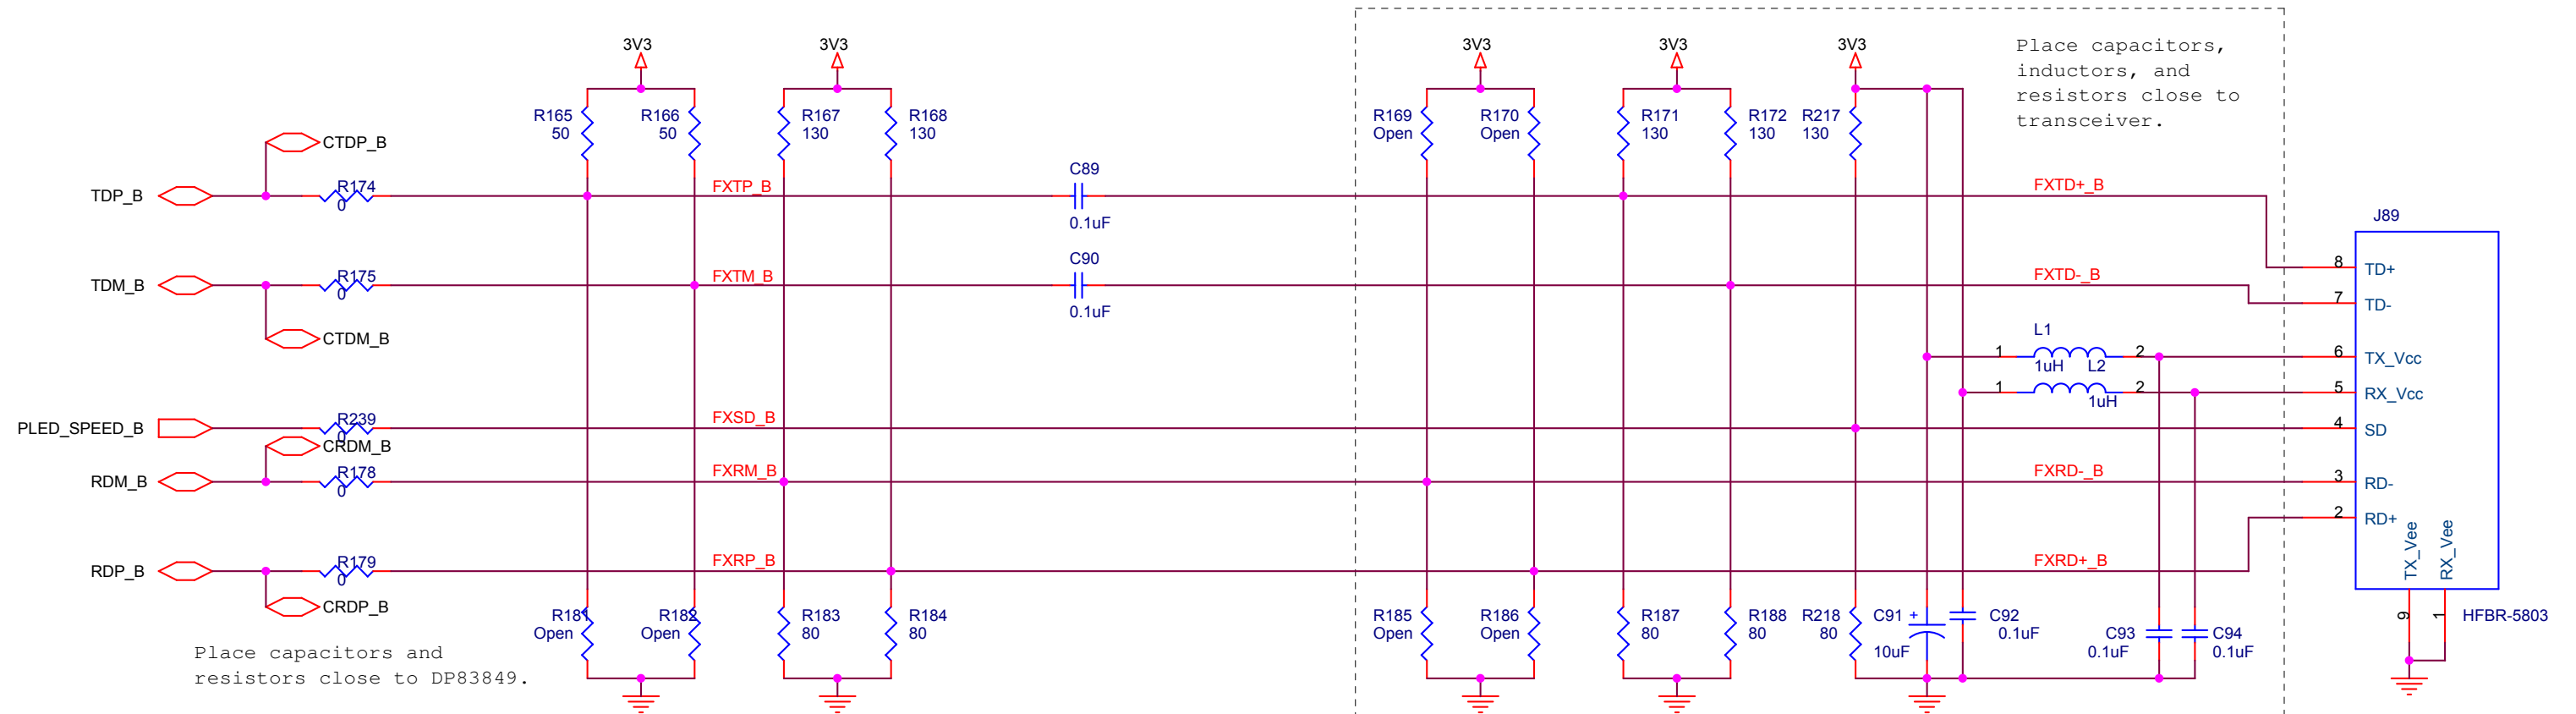 3V3
3V3
3V3
3V3
3V3
Place capacitors,
inductors, and
resistors close to
transceiver.
R165
50
R166
50
R167
130
R168
130
R169
Open
R170
Open
R171
130
R172
130
R217
130
CTDP_B
TDP_B
R174
0
FXTP_B
C89
0.1uF
FXTD+_B
J89
TDM_B
R175
0
FXTM_B
C90
0.1uF
FXTD-_B
8 TD+
7 TD-
CTDM_B
L1
1 1uH 2
L2
1 1uH 2
6 TX_Vcc
5 RX_Vcc
PLED_SPEED_B
R239
0
FXSD_B
4 SD
CRDM_B
RDM_B
R178
0
FXRM_B
FXRD-_B
3 RD-
2 RD+
RDP_B
R179
0
FXRP_B
FXRD+_B
TX_Vee
RX_Vee
CRDP_B
R181
Open
R182
Open
R183
80
R184
80
R185
Open
R186
Open
R187
80
R188
80
R218
80
C91 +
10uF
C92
0.1uF
C93
0.1uF
C94
0.1uF
9
1
HFBR-5803
Place capacitors and
resistors close to DP83849.